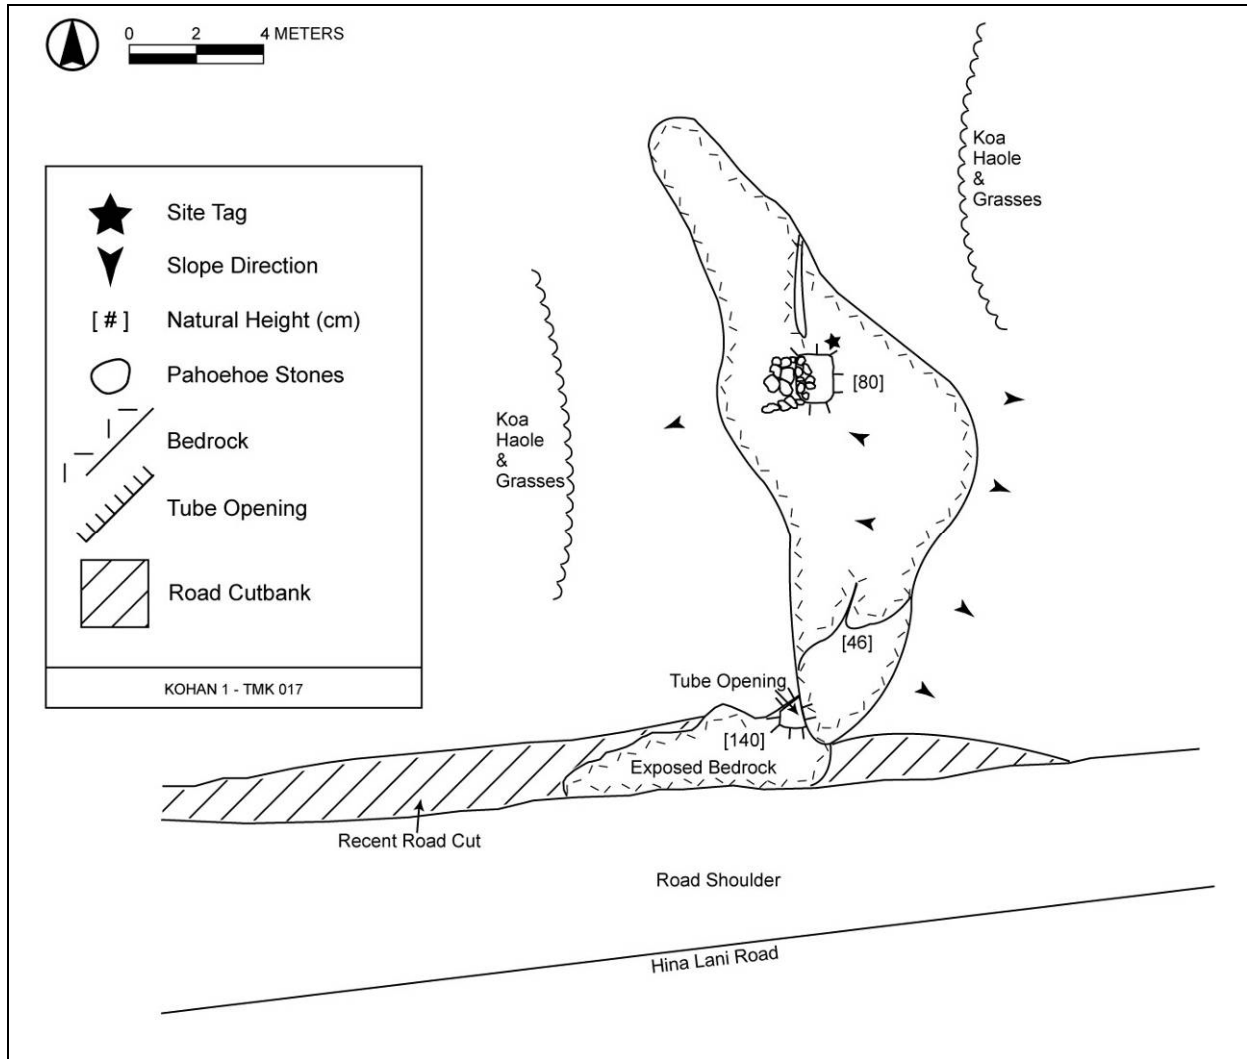 0 2 4 METERS
Koa
Haole
&
Grasses
Site Tag
Slope Direction
[ # ] Natural Height (cm)
Pahoehoe Stones
Bedrock
Tube Opening
Road Cutbank
KOHAN 1 - TMK 017
[80]
Koa
Haole
&
Grasses
[46]
Tube Opening
[140]
Exposed Bedrock
Recent Road Cut
Road Shoulder
Hina Lani Road